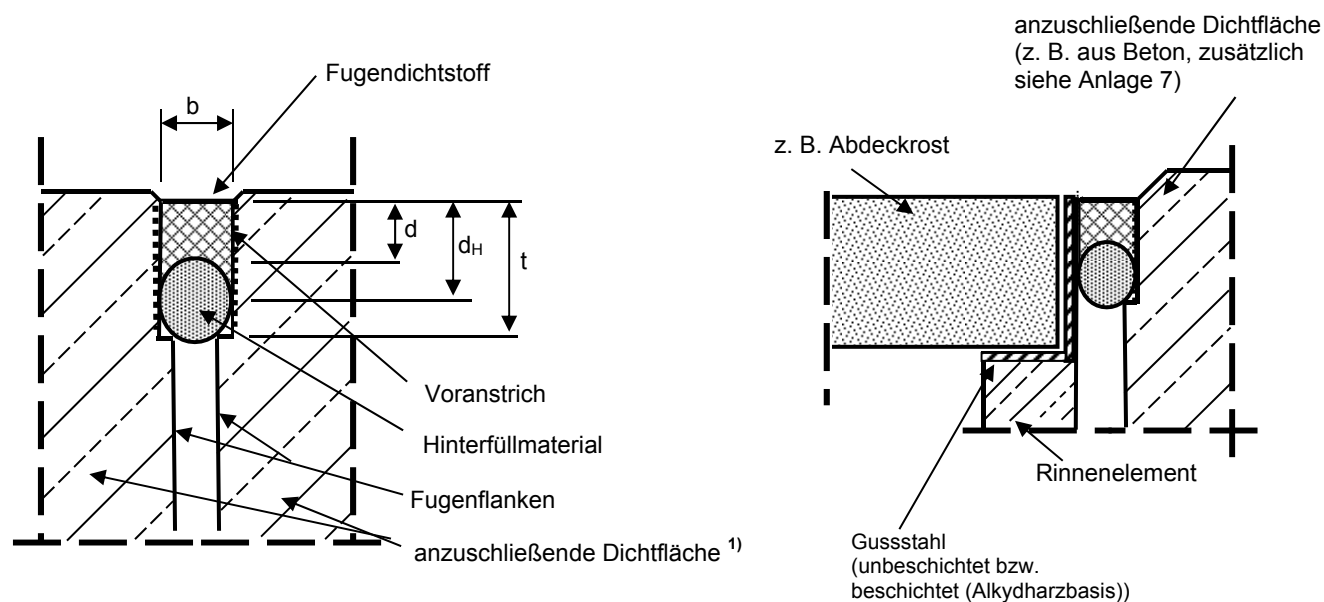 Fugendichtstoff
b
d
dH
t
Voranstrich
Hinterfüllmaterial
Fugenflanken
anzuschließende Dichtfläche 1)
anzuschließende Dichtfläche
(z. B. aus Beton, zusätzlich
siehe Anlage 7)
z. B. Abdeckrost
Rinnenelement
Gussstahl
(unbeschichtet bzw.
beschichtet (Alkydharzbasis))